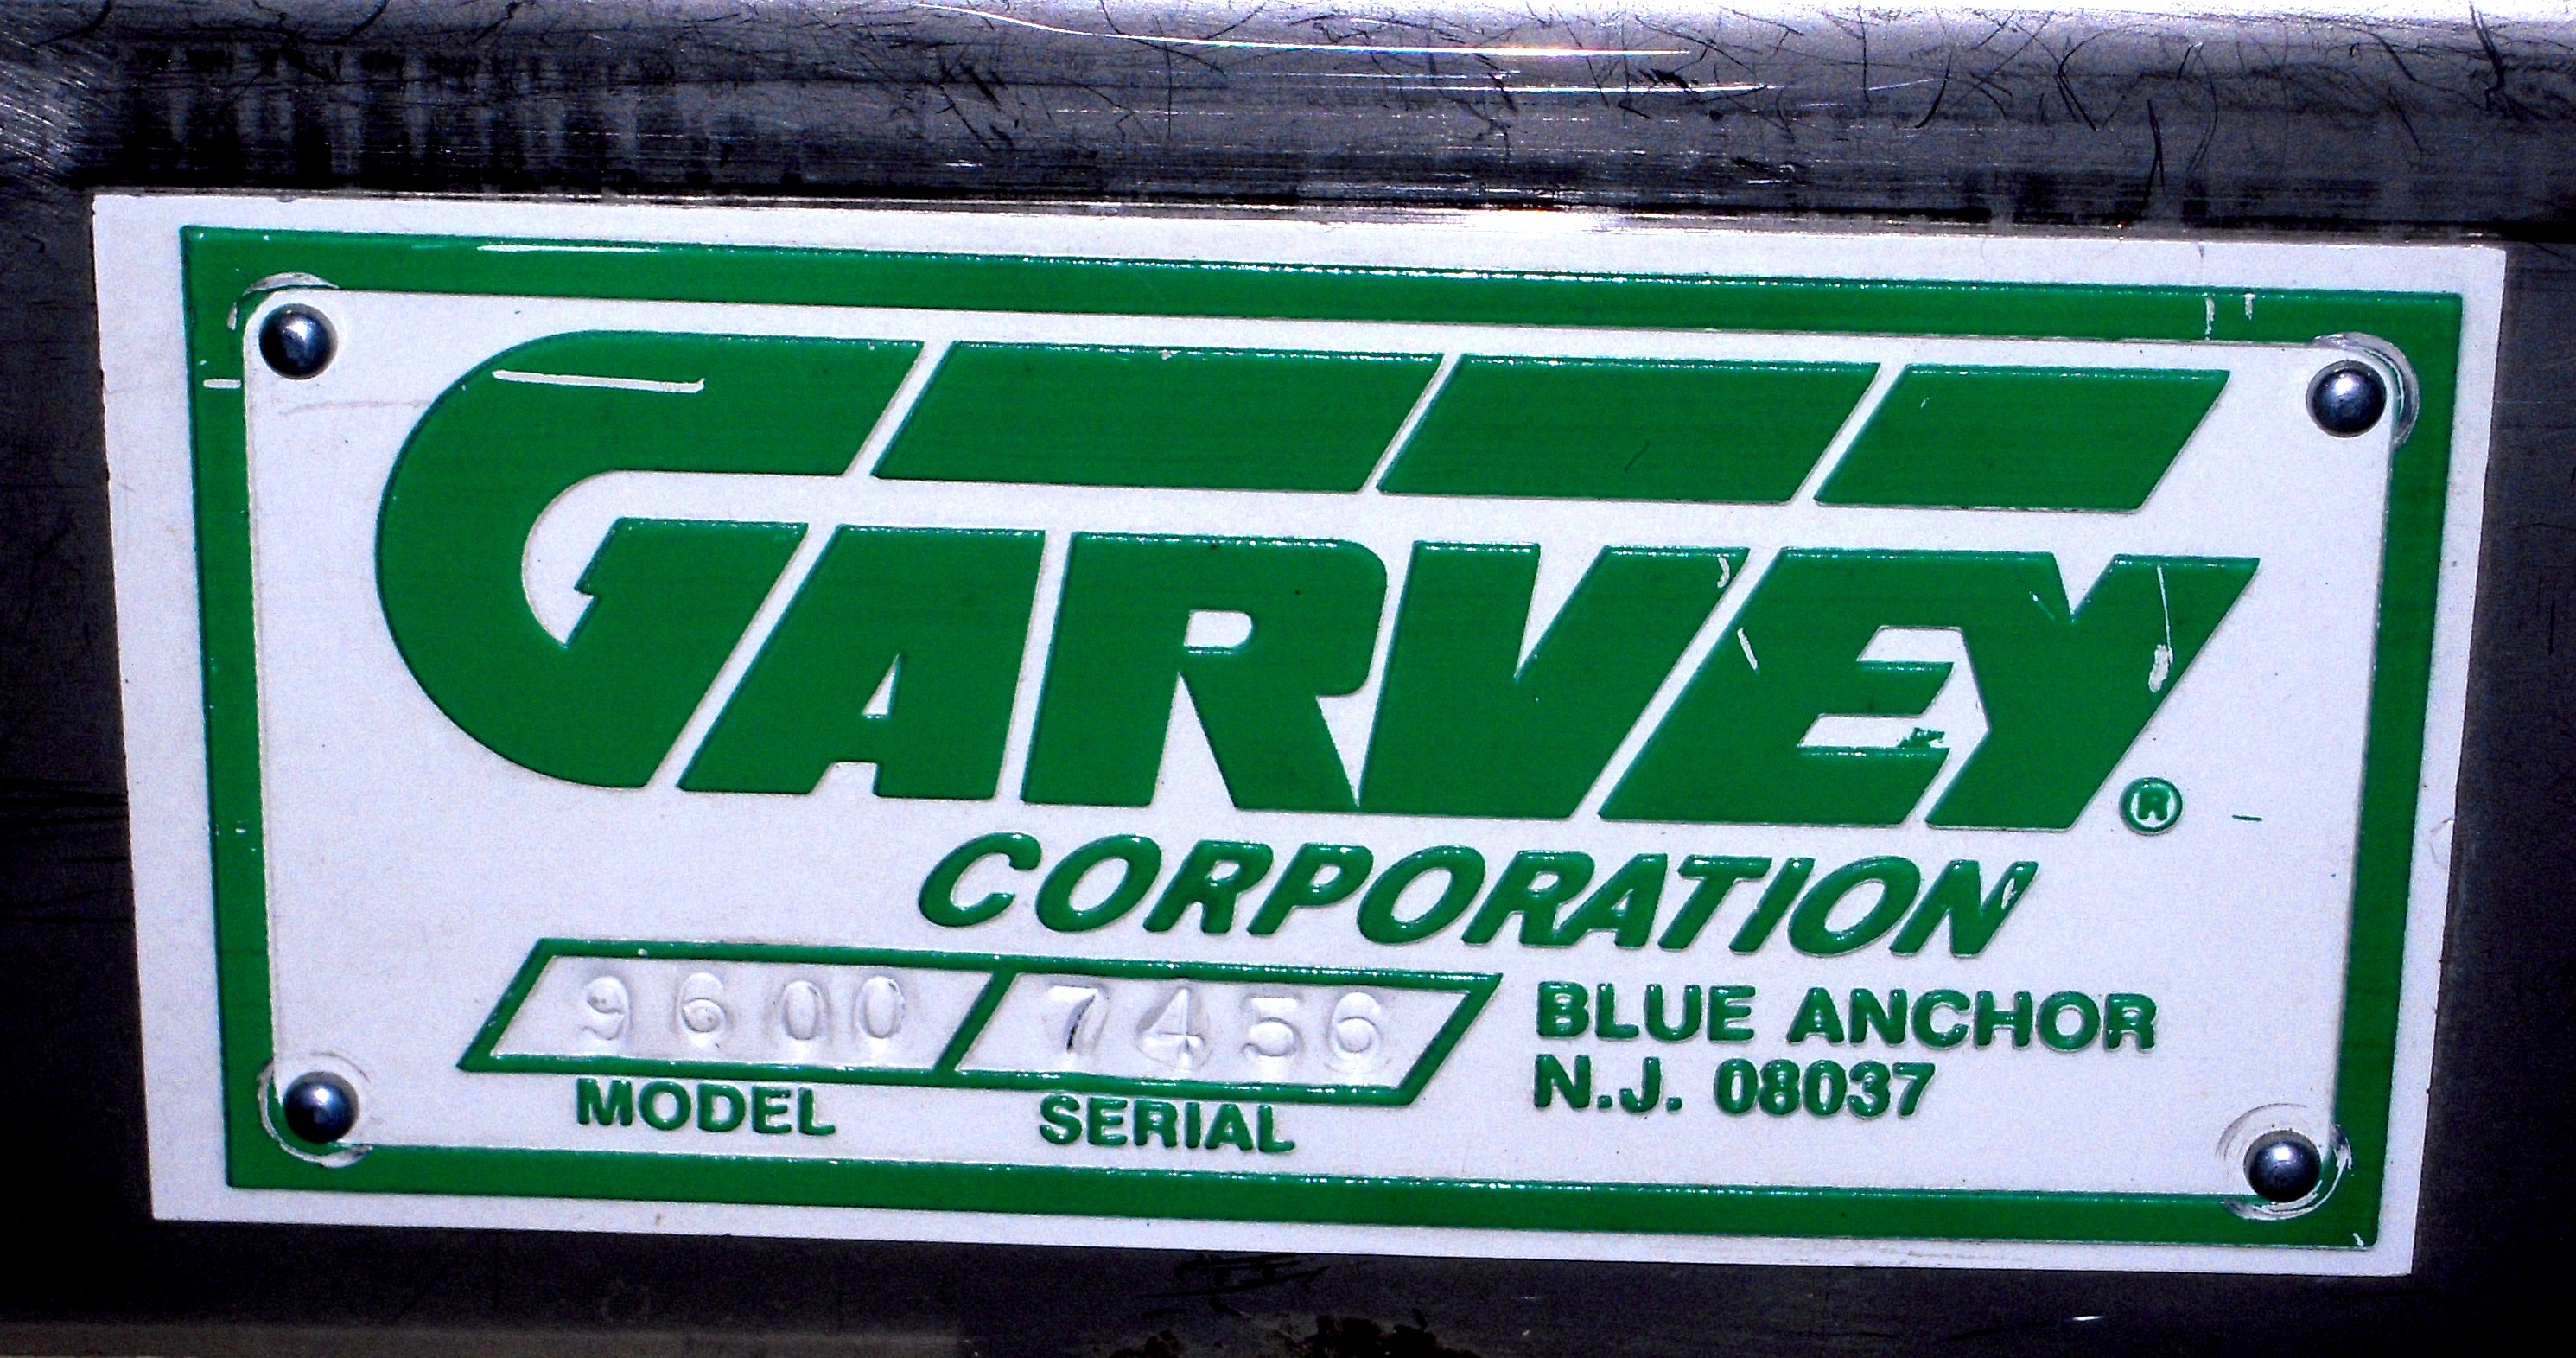 GARVEY®
CORPORATION
9600 7456
MODEL SERIAL
BLUE ANCHOR
N.J. 08037